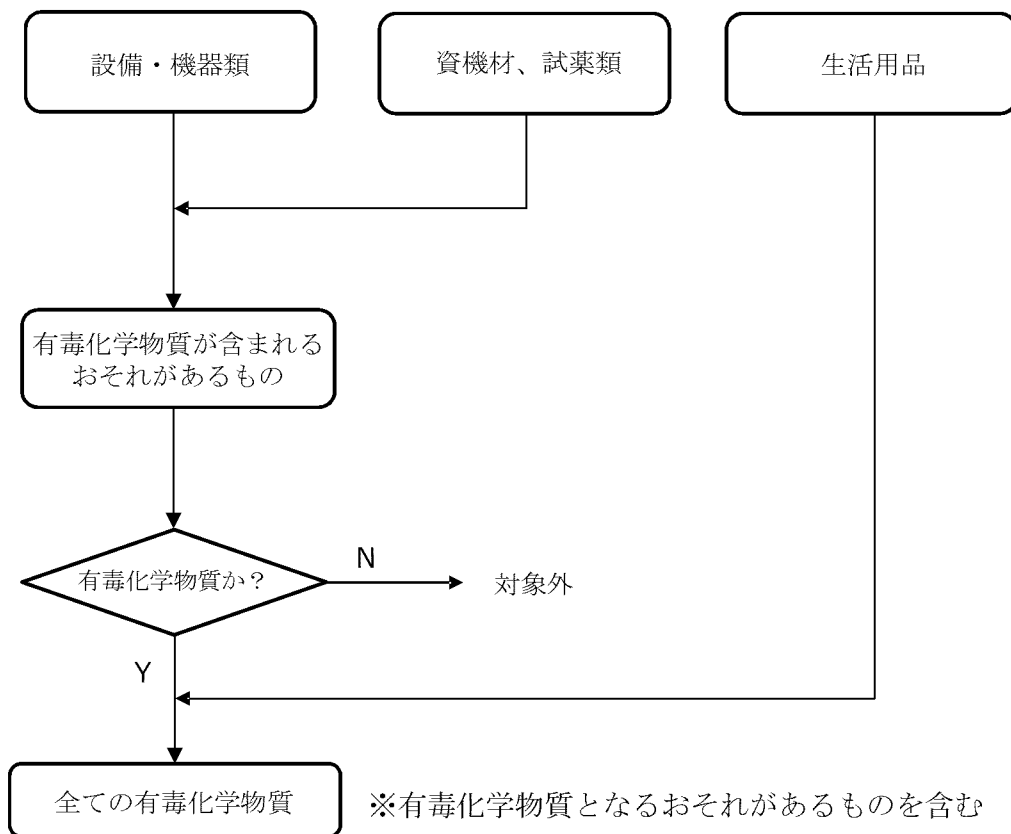 設備・機器類
資機材、試薬類
生活用品
有毒化学物質が含まれる
おそれがあるもの
有毒化学物質か？
N
対象外
Y
全ての有毒化学物質
※有毒化学物質となるおそれがあるものを含む